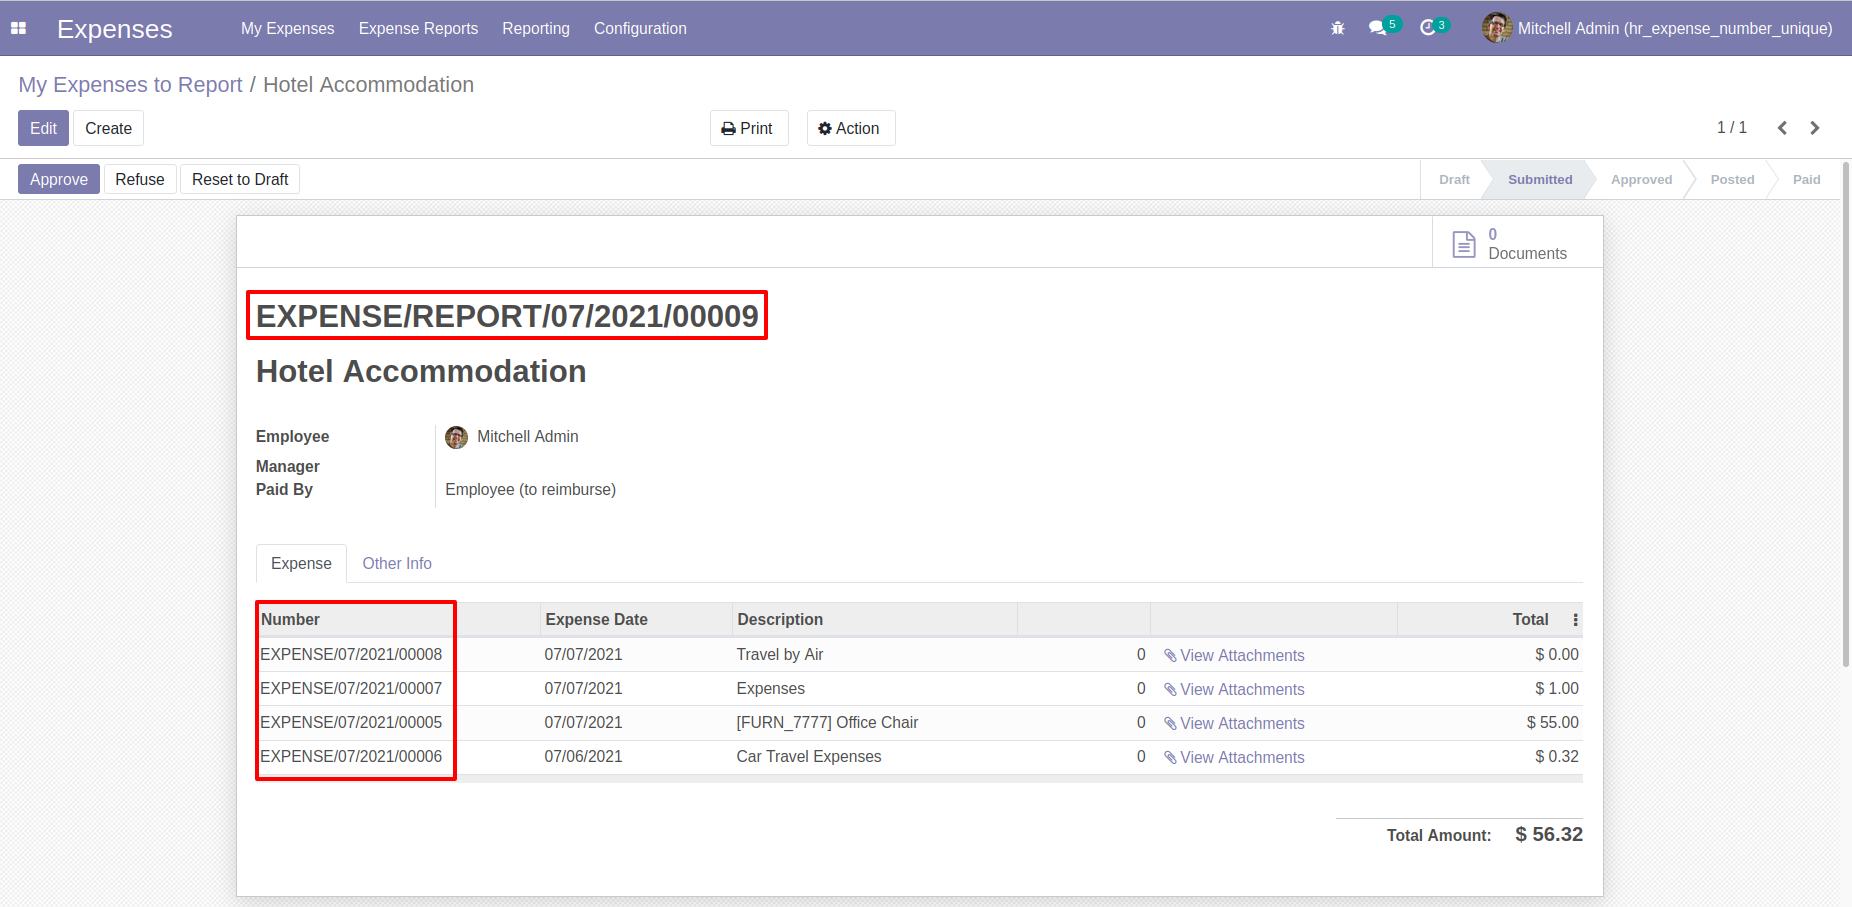 Expenses My Expenses Expense Reports Reporting Configuration 5 3 Mitchell Admin (hr_expense_number_unique)
My Expenses to Report / Hotel Accommodation
Edit Create Print Action 1 / 1
Approve Refuse Reset to Draft Draft Submitted Approved Posted Paid
0
Documents
EXPENSE/REPORT/07/2021/00009
Hotel Accommodation
Employee Mitchell Admin
Manager
Paid By Employee (to reimburse)
Expense Other Info
Number Expense Date Description Total
EXPENSE/07/2021/00008 07/07/2021 Travel by Air 0 View Attachments $ 0.00
EXPENSE/07/2021/00007 07/07/2021 Expenses 0 View Attachments $ 1.00
EXPENSE/07/2021/00005 07/07/2021 [FURN_7777] Office Chair 0 View Attachments $ 55.00
EXPENSE/07/2021/00006 07/06/2021 Car Travel Expenses 0 View Attachments $ 0.32
Total Amount: $ 56.32